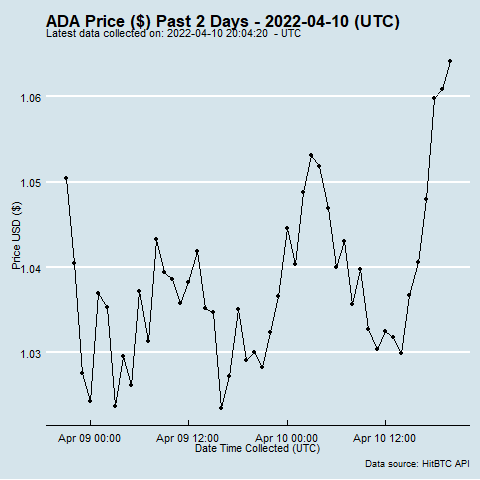 ADA Price ($) Past 2 Days - 2022-04-10 (UTC)
Latest data collected on: 2022-04-10 20:04:20 - UTC
1.06
1.05
1.04
1.03
Price USD ($)
Apr 09 00:00 Apr 09 12:00 Apr 10 00:00 Apr 10 12:00
Date Time Collected (UTC)
Data source: HitBTC API